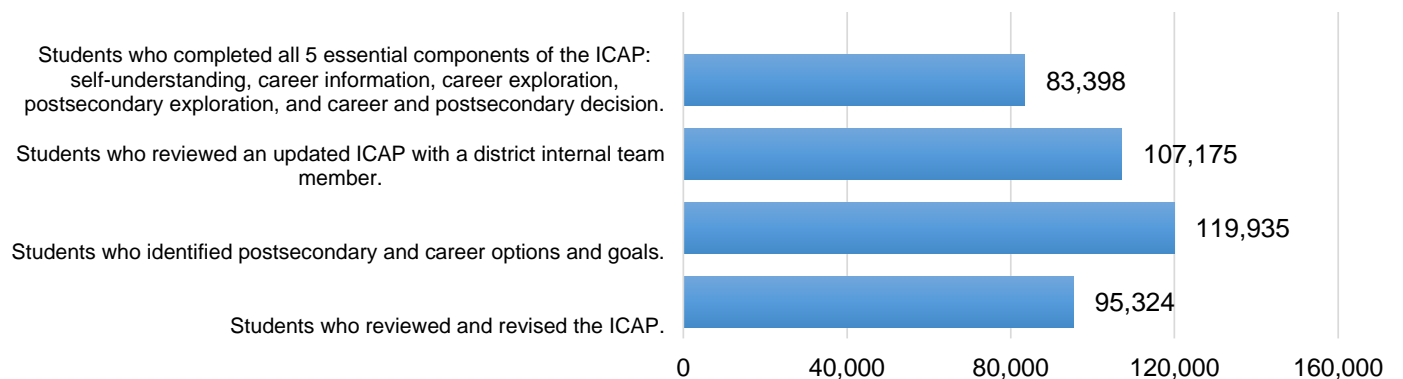 Students who completed all 5 essential components of the ICAP:
self-understanding, career information, career exploration,
postsecondary exploration, and career and postsecondary decision.
83,398
Students who reviewed an updated ICAP with a district internal team
member.
107,175
Students who identified postsecondary and career options and goals.
119,935
Students who reviewed and revised the ICAP.
95,324
0 40,000 80,000 120,000 160,000